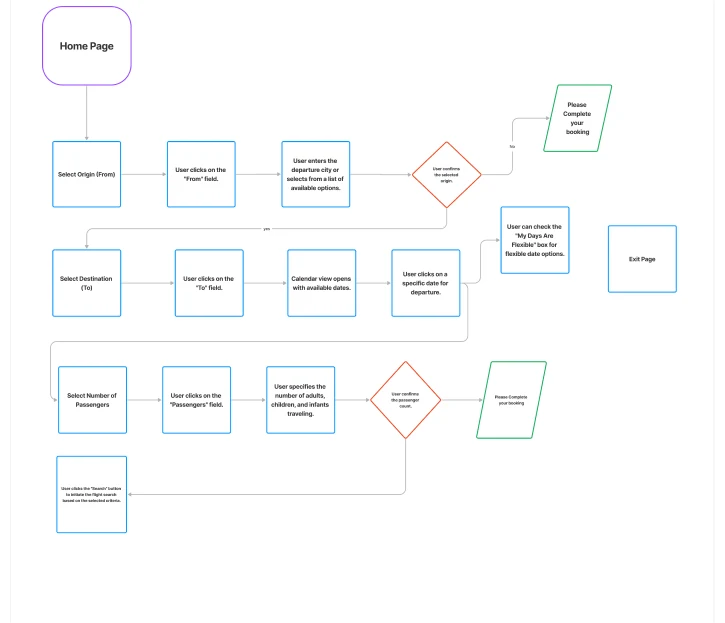 Home Page
Please
Complete
your
booking
No
Select Origin (From)
User clicks on the
"From" field.
User enters the
departure city or
selects from a list of
available options.
User confirms
the selected
origin.
yes
Select Destination
(To)
User clicks on the
"To" field.
Calendar view opens
with available dates.
User clicks on a
specific date for
departure.
User can check the
"My Days Are
Flexible" box for
flexible date options.
Exit Page
Select Number of
Passengers
User clicks on the
"Passengers" field.
User specifies the
number of adults,
children, and infants
traveling.
User confirms
the passenger
count.
Please Complete
your booking
User clicks the "Search" button
to initiate the flight search
based on the selected criteria.